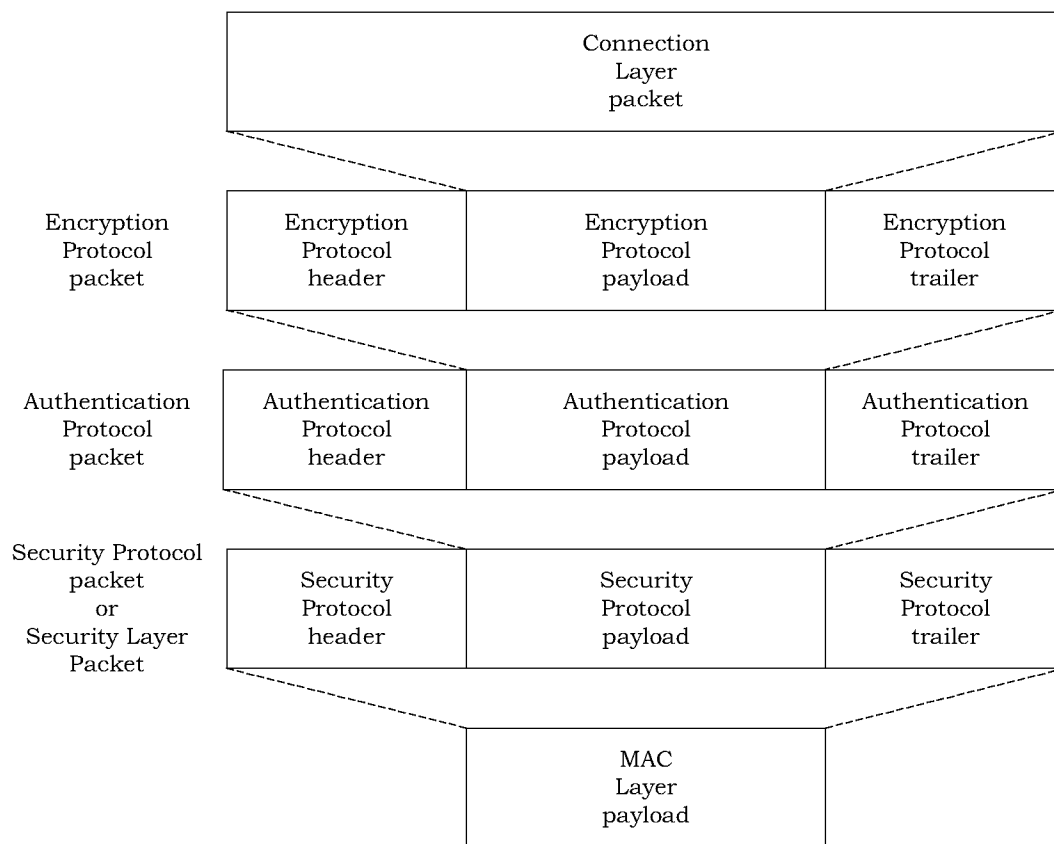 Connection
Layer
packet
Encryption
Protocol
packet
Encryption
Protocol
header
Encryption
Protocol
payload
Encryption
Protocol
trailer
Authentication
Protocol
packet
Authentication
Protocol
header
Authentication
Protocol
payload
Authentication
Protocol
trailer
Security Protocol
packet
or
Security Layer
Packet
Security
Protocol
header
Security
Protocol
payload
Security
Protocol
trailer
MAC
Layer
payload